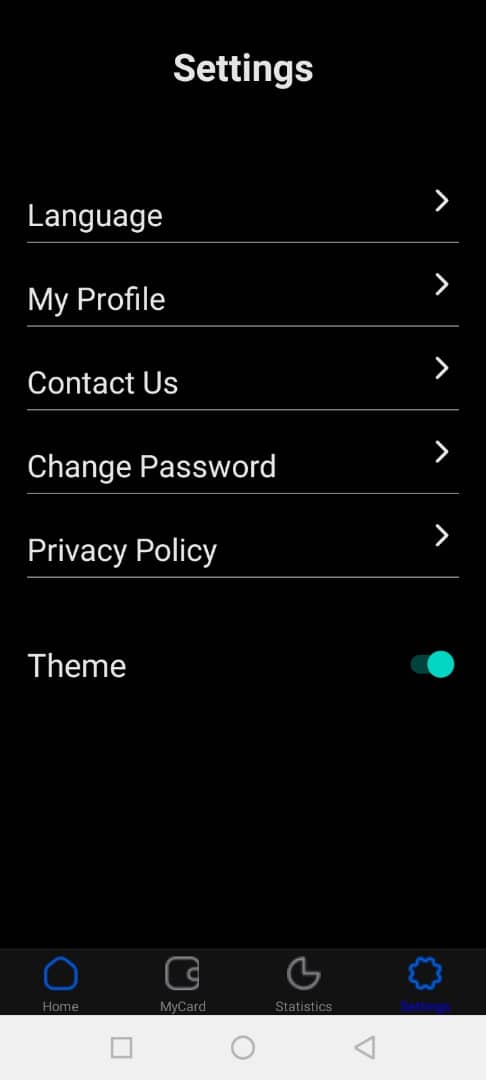 Settings
Language
My Profile
Contact Us
Change Password
Privacy Policy
Theme
Home
MyCard
Statistics
Settings